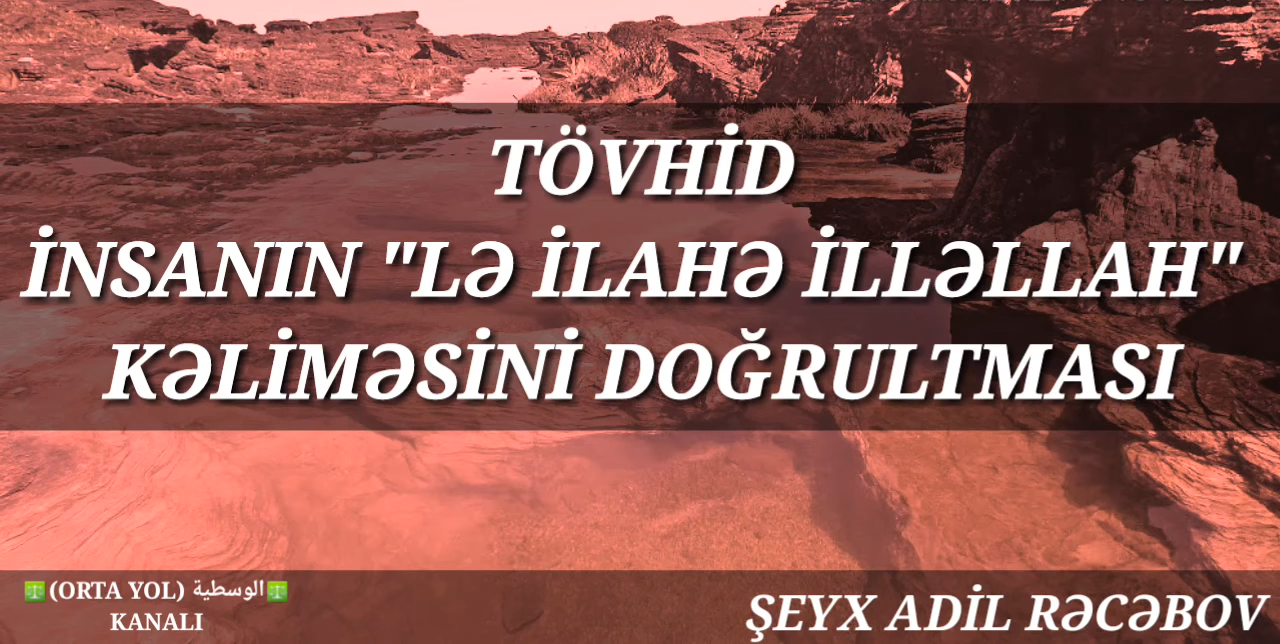 TÖVHİD
İNSANIN "LƏ İLAHƏ İLLƏLLAH"
KƏLİMƏSİNİ DOĞRULTMASI
(ORTA YOL) الوسطية
KANALI
ŞEYX ADİL RƏCƏBOV